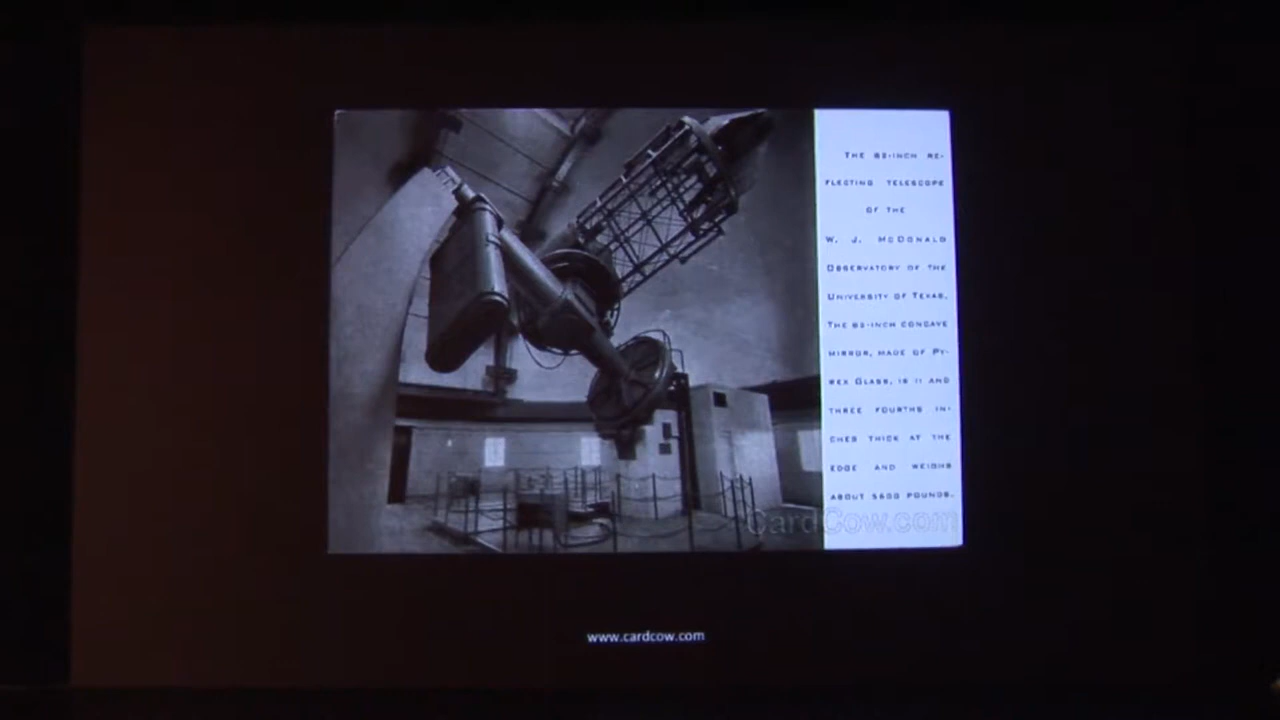 THE 82-INCH RE-
FLECTING TELESCOPE
OF THE
W. J. McDONALD
OBSERVATORY OF THE
UNIVERSITY OF TEXAS.
THE 82-INCH CONCAVE
MIRROR, MADE OF PY-
REX GLASS, IS 11 AND
THREE FOURTHS IN-
CHES THICK AT THE
EDGE AND WEIGHS
ABOUT 5600 POUNDS.
CardCow.com
www.cardcow.com